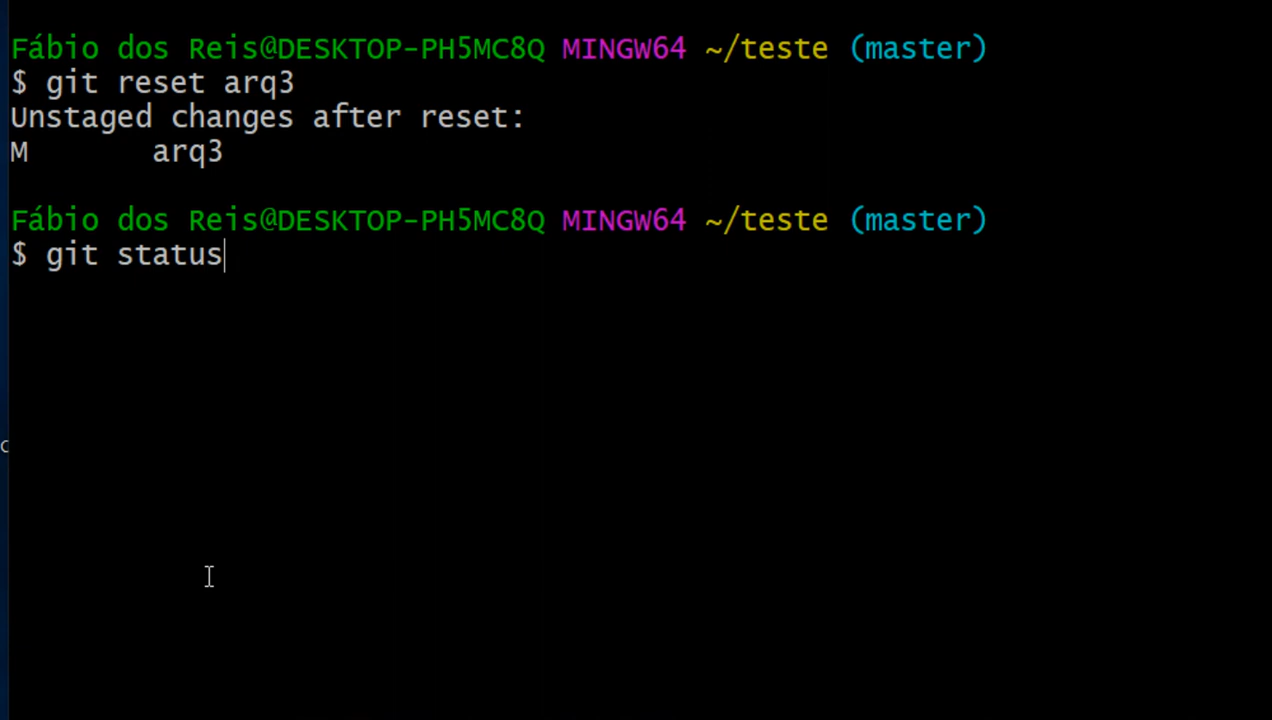 Fábio dos Reis@DESKTOP-PH5MC8Q MINGW64 ~/teste (master)
$ git reset arq3
Unstaged changes after reset:
M       arq3
Fábio dos Reis@DESKTOP-PH5MC8Q MINGW64 ~/teste (master)
$ git status